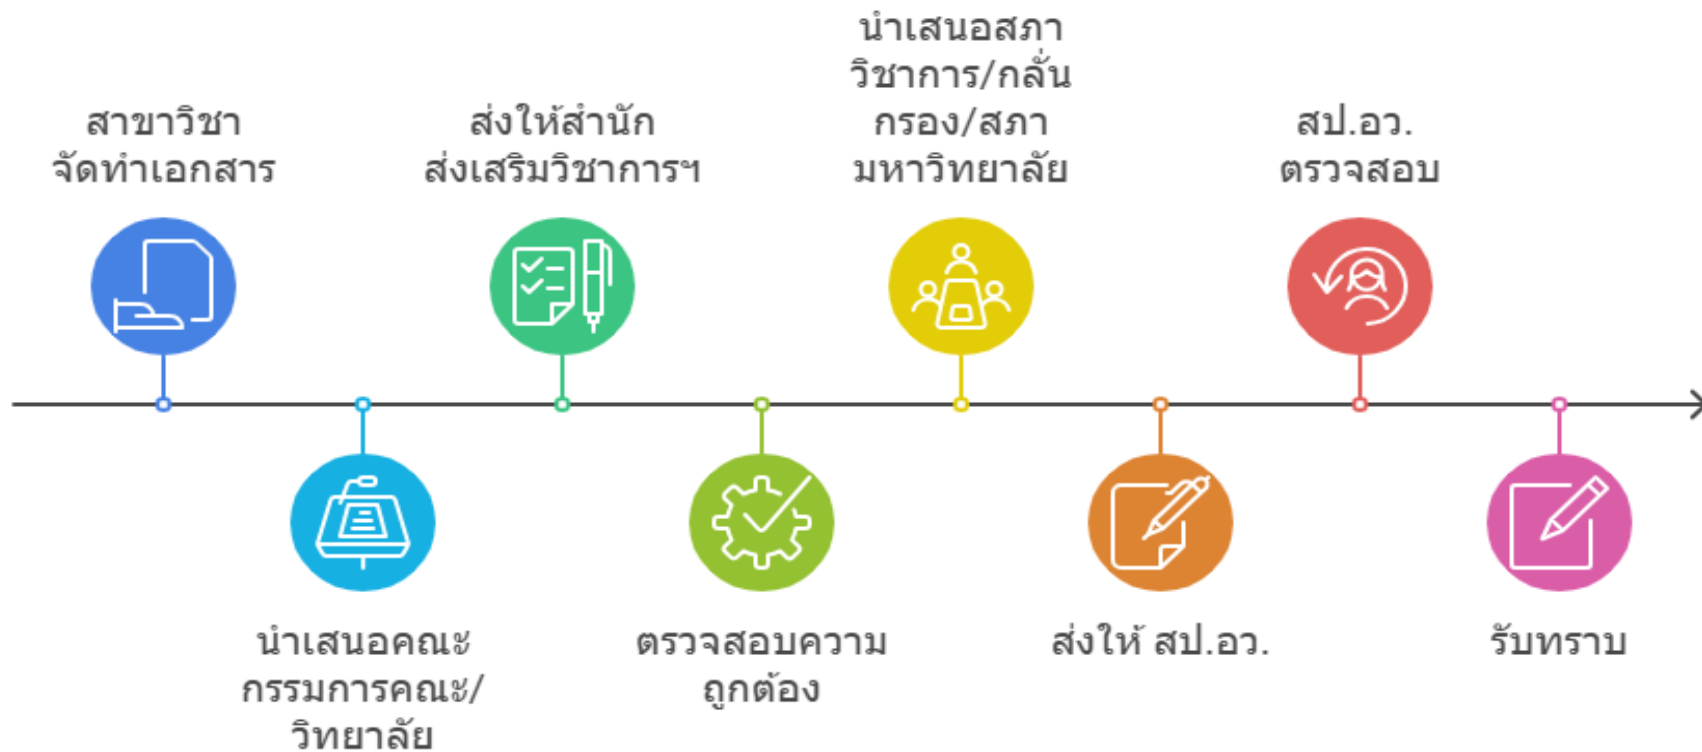 สาขาวิชา
จัดทำเอกสาร
นำเสนอคณะ
กรรมการคณะ/
วิทยาลัย
ส่งให้สำนัก
ส่งเสริมวิชาการฯ
ตรวจสอบความ
ถูกต้อง
นำเสนอสภา
วิชาการ/กลั่น
กรอง/สภา
มหาวิทยาลัย
ส่งให้ สป.อว.
สป.อว.
ตรวจสอบ
รับทราบ